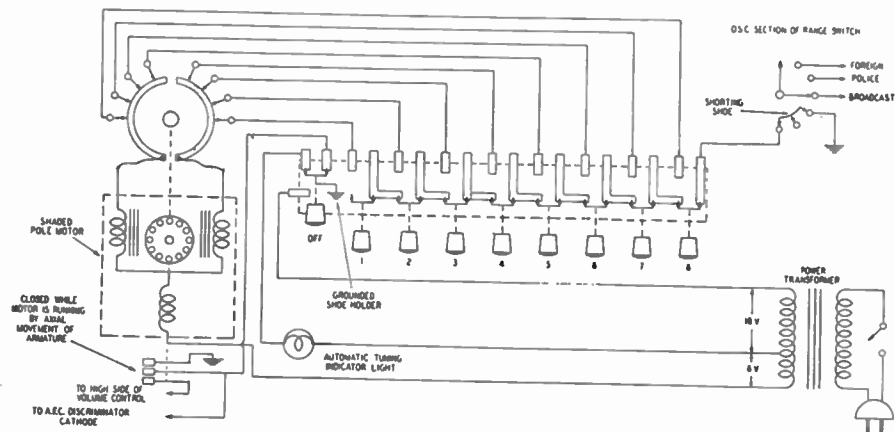 OSC SECTION OF RANGE SWITCH
FOREIGN
POLICE
BROADCAST
SHORTING
SHOE
SHADED
POLE MOTOR
OFF
1 2 3 4 5 6 7 8
GROUNDED
SHOE HOLDER
POWER
TRANSFORMER
CLOSED WHILE
MOTOR IS RUNNING
BY AXIAL
MOVEMENT OF
ARMATURE
18 V
6 V
AUTOMATIC TUNING
INDICATOR LIGHT
TO HIGH SIDE OF
VOLUME CONTROL
TO A.F.C. DISCRIMINATOR
CATHODE